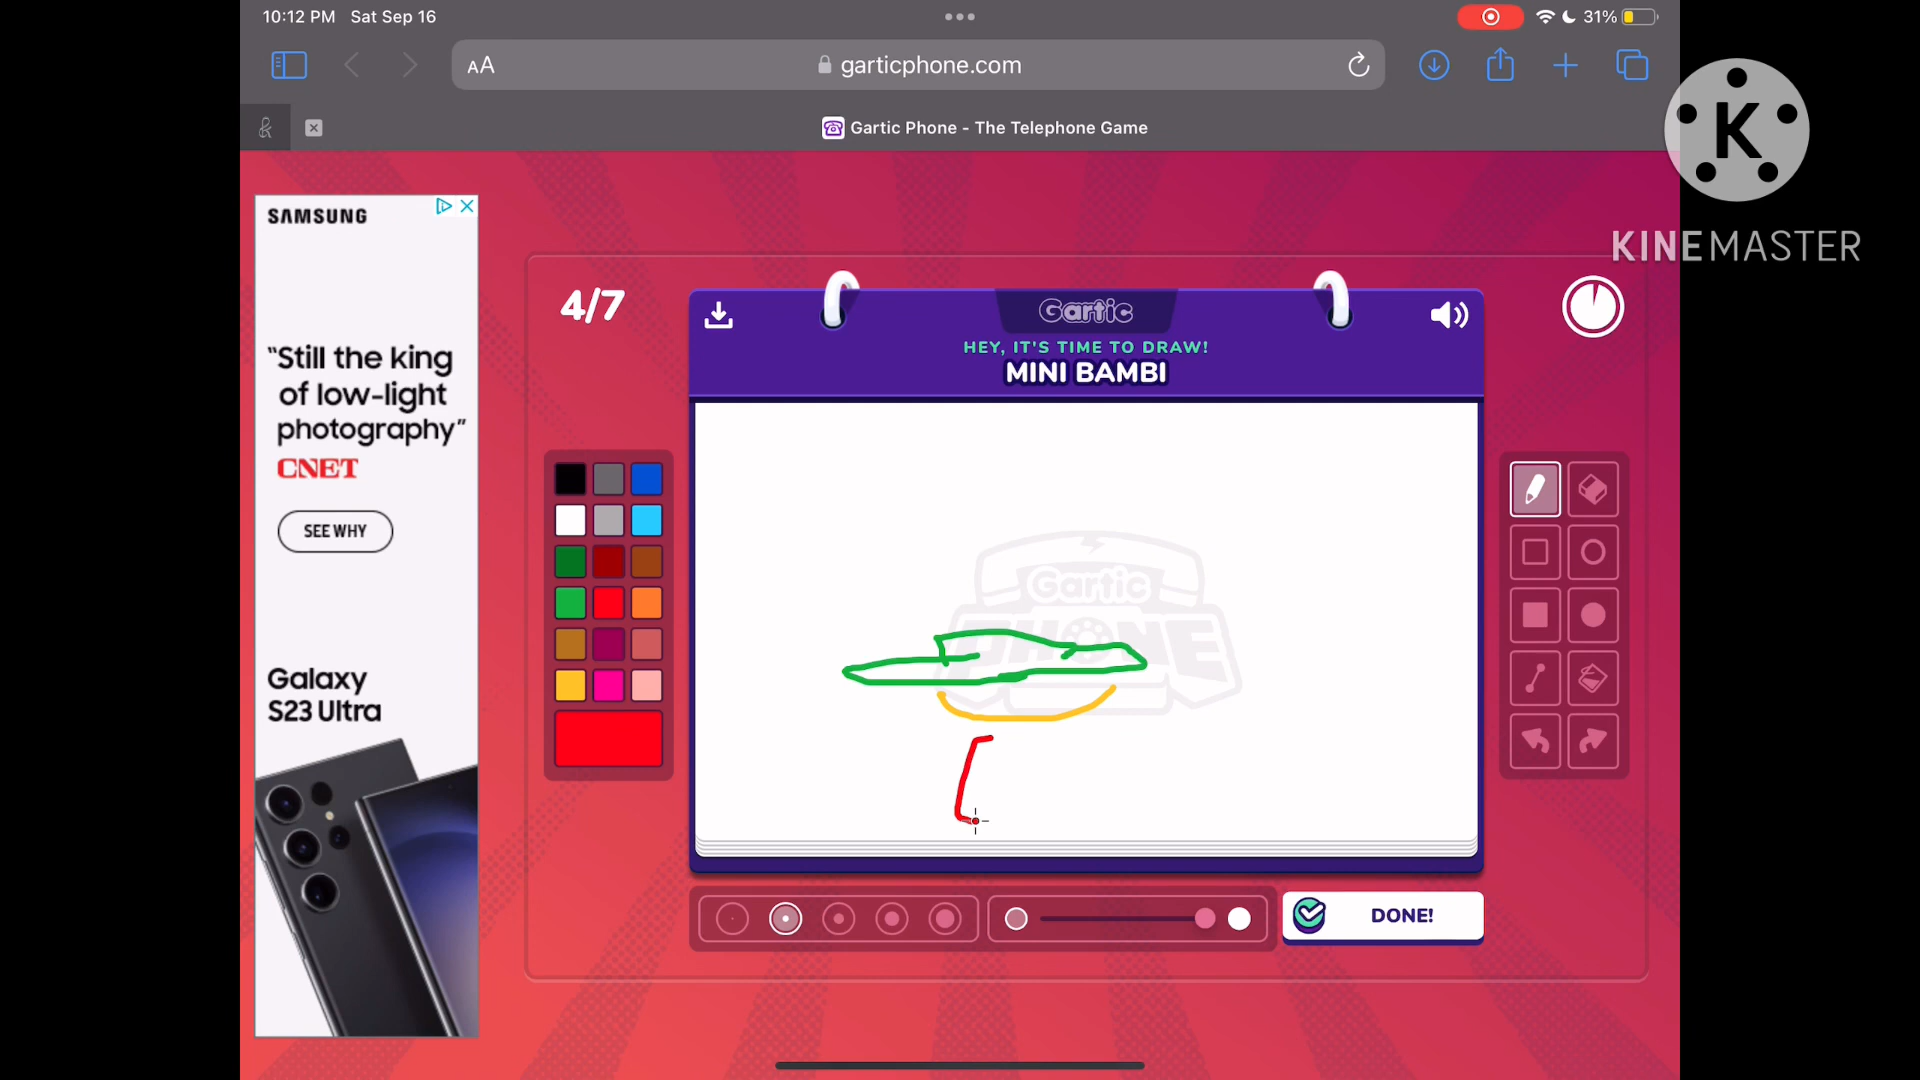 10:12 PM Sat Sep 16
31%
AA
garticphone.com
Gartic Phone - The Telephone Game
K
KINEMASTER
SAMSUNG
"Still the king
of low-light
photography"
CNET
SEE WHY
Galaxy
S23 Ultra
4/7
Gartic
HEY, IT'S TIME TO DRAW!
MINI BAMBI
Gartic
PHONE
DONE!